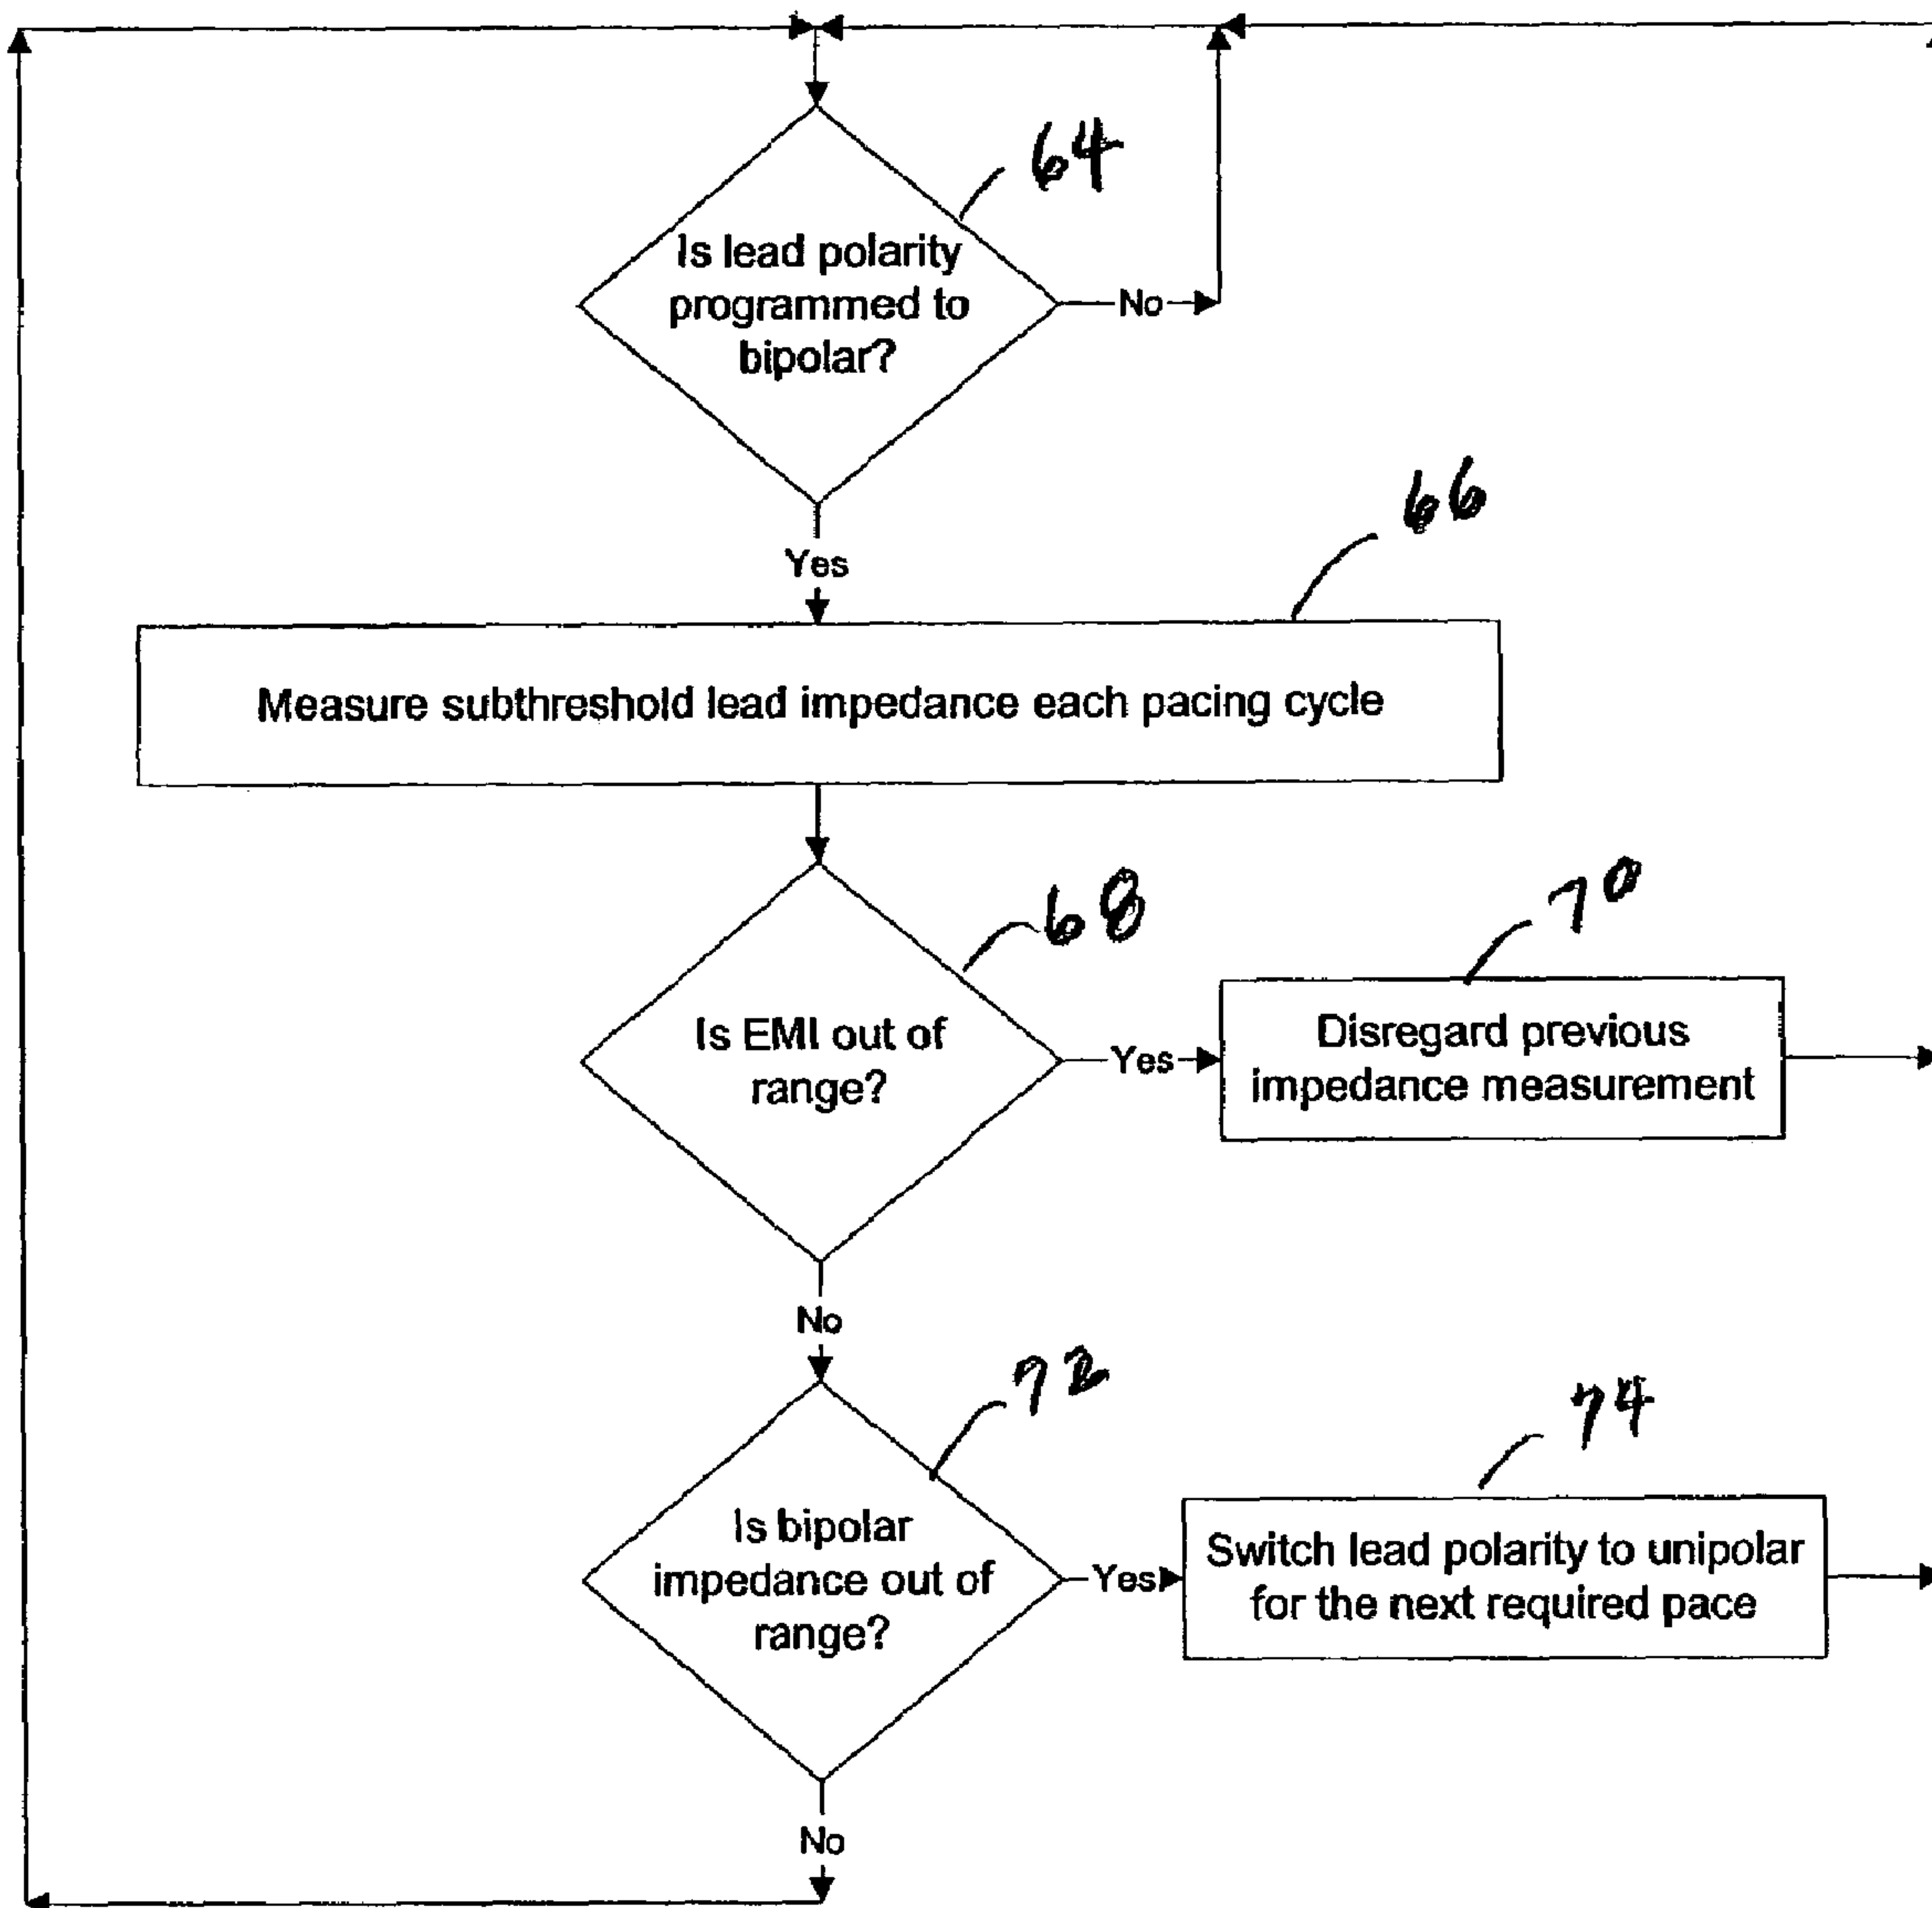 64
Is lead polarity
programmed to
bipolar?
No
Yes
66
Measure subthreshold lead impedance each pacing cycle
68
Is EMI out of
range?
Yes
70
Disregard previous
impedance measurement
No
72
Is bipolar
impedance out of
range?
Yes
74
Switch lead polarity to unipolar
for the next required pace
No